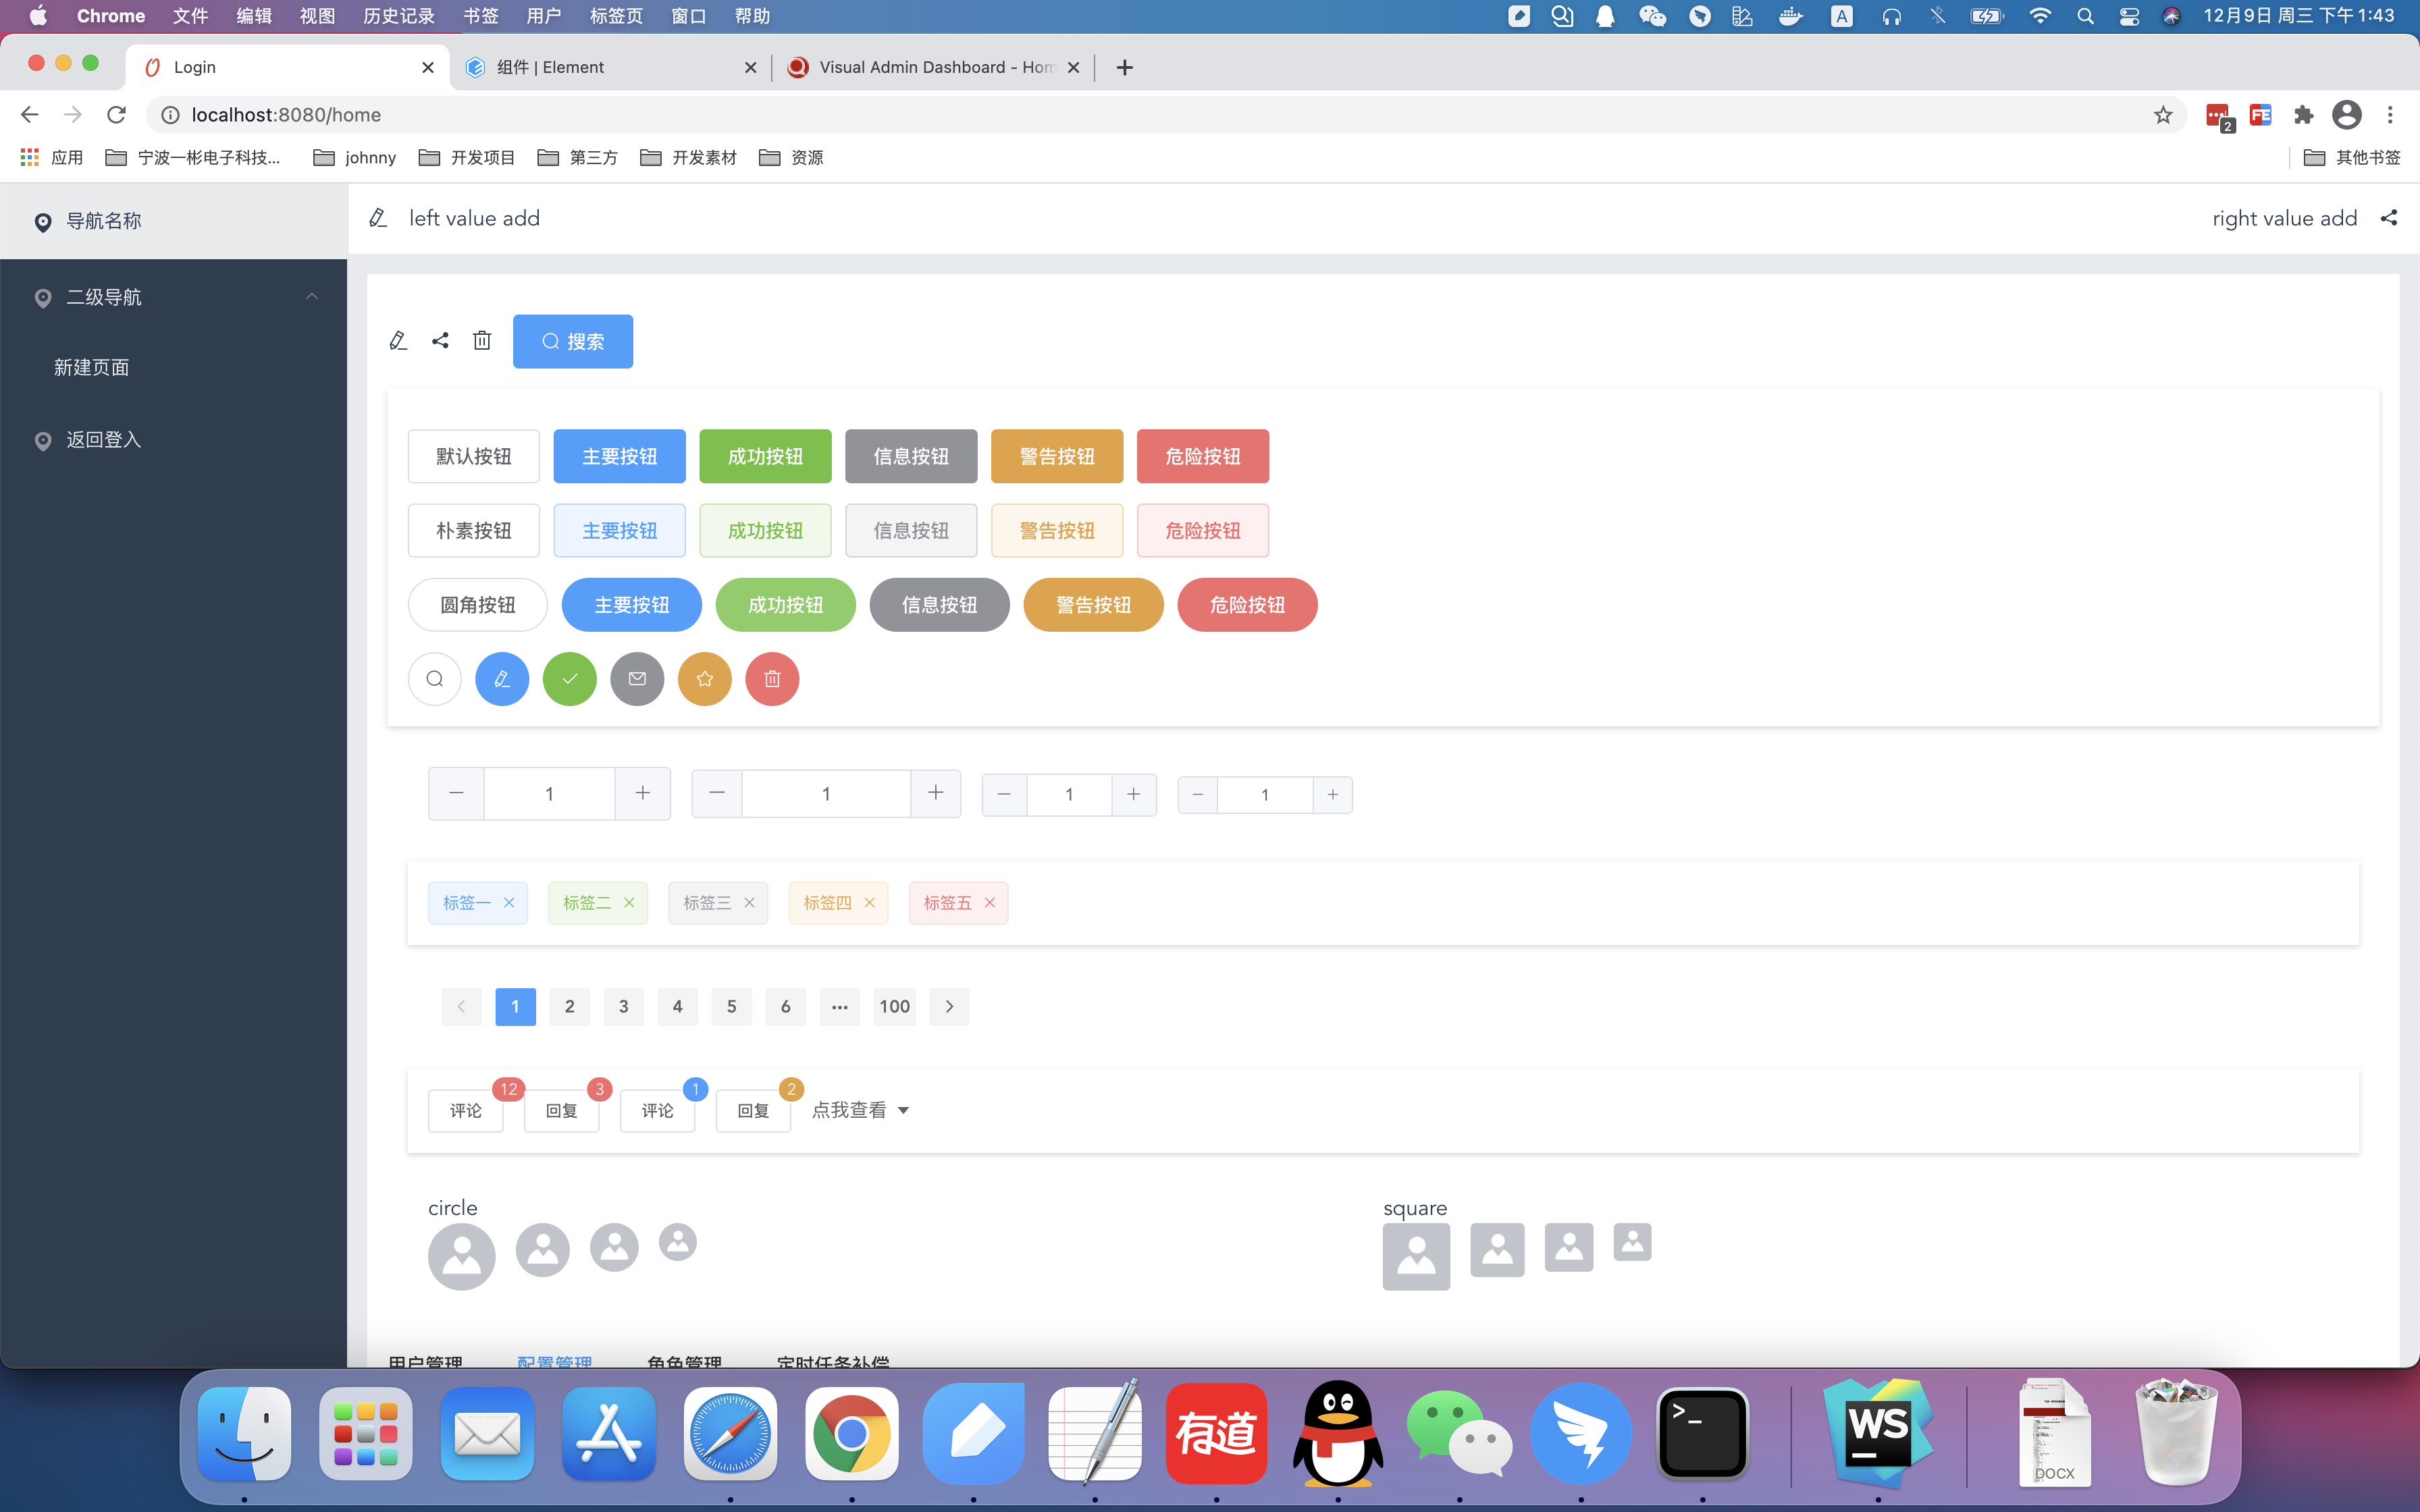 Chrome 文件 编辑 视图 历史记录 书签 用户 标签页 窗口 帮助 A 12月9日 周三 下午1:43
Login 组件 | Element Visual Admin Dashboard - Hom
localhost:8080/home 2 FE
应用 宁波一彬电子科技... johnny 开发项目 第三方 开发素材 资源 其他书签
导航名称 left value add right value add
二级导航
新建页面
返回登入
搜索
默认按钮 主要按钮 成功按钮 信息按钮 警告按钮 危险按钮
朴素按钮 主要按钮 成功按钮 信息按钮 警告按钮 危险按钮
圆角按钮 主要按钮 成功按钮 信息按钮 警告按钮 危险按钮
1 1 1 1
标签一 标签二 标签三 标签四 标签五
1 2 3 4 5 6 ••• 100
评论 12 回复 3 评论 1 回复 2 点我查看
circle square
用户管理 配置管理 角色管理 定时任务补偿
有道 >_ WS DOCX